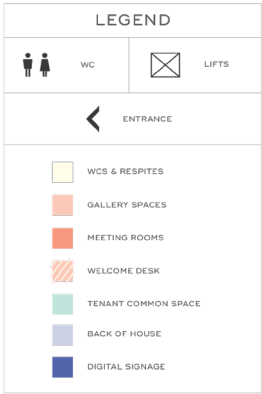 LEGEND
WC
LIFTS
ENTRANCE
WCS & RESPITES
GALLERY SPACES
MEETING ROOMS
WELCOME DESK
TENANT COMMON SPACE
BACK OF HOUSE
DIGITAL SIGNAGE